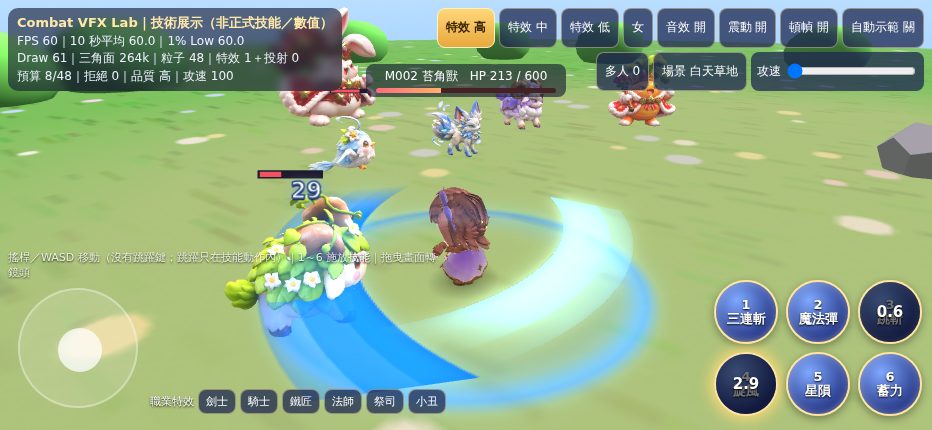 Combat VFX Lab｜技術展示（非正式技能／數值）
FPS 60｜10 秒平均 60.0｜1% Low 60.0
Draw 61｜三角面 264k｜粒子 48｜特效 1＋投射 0
預算 8/48｜拒絕 0｜品質 高｜攻速 100
特效 高
特效 中
特效 低
女
音效 開
震動 開
頓幀 開
自動示範 關
多人 0
場景 白天草地
攻速
M002 苔角獸 HP 213 / 600
29
搖桿／WASD 移動（沒有跳躍鍵；跳躍只在技能動作內）｜1～6 施放技能｜拖曳畫面轉
鏡頭
1
三連斬
2
魔法彈
0.6
2.9
5
星隕
6
蓄力
職業特效
劍士
騎士
鐵匠
法師
祭司
小丑